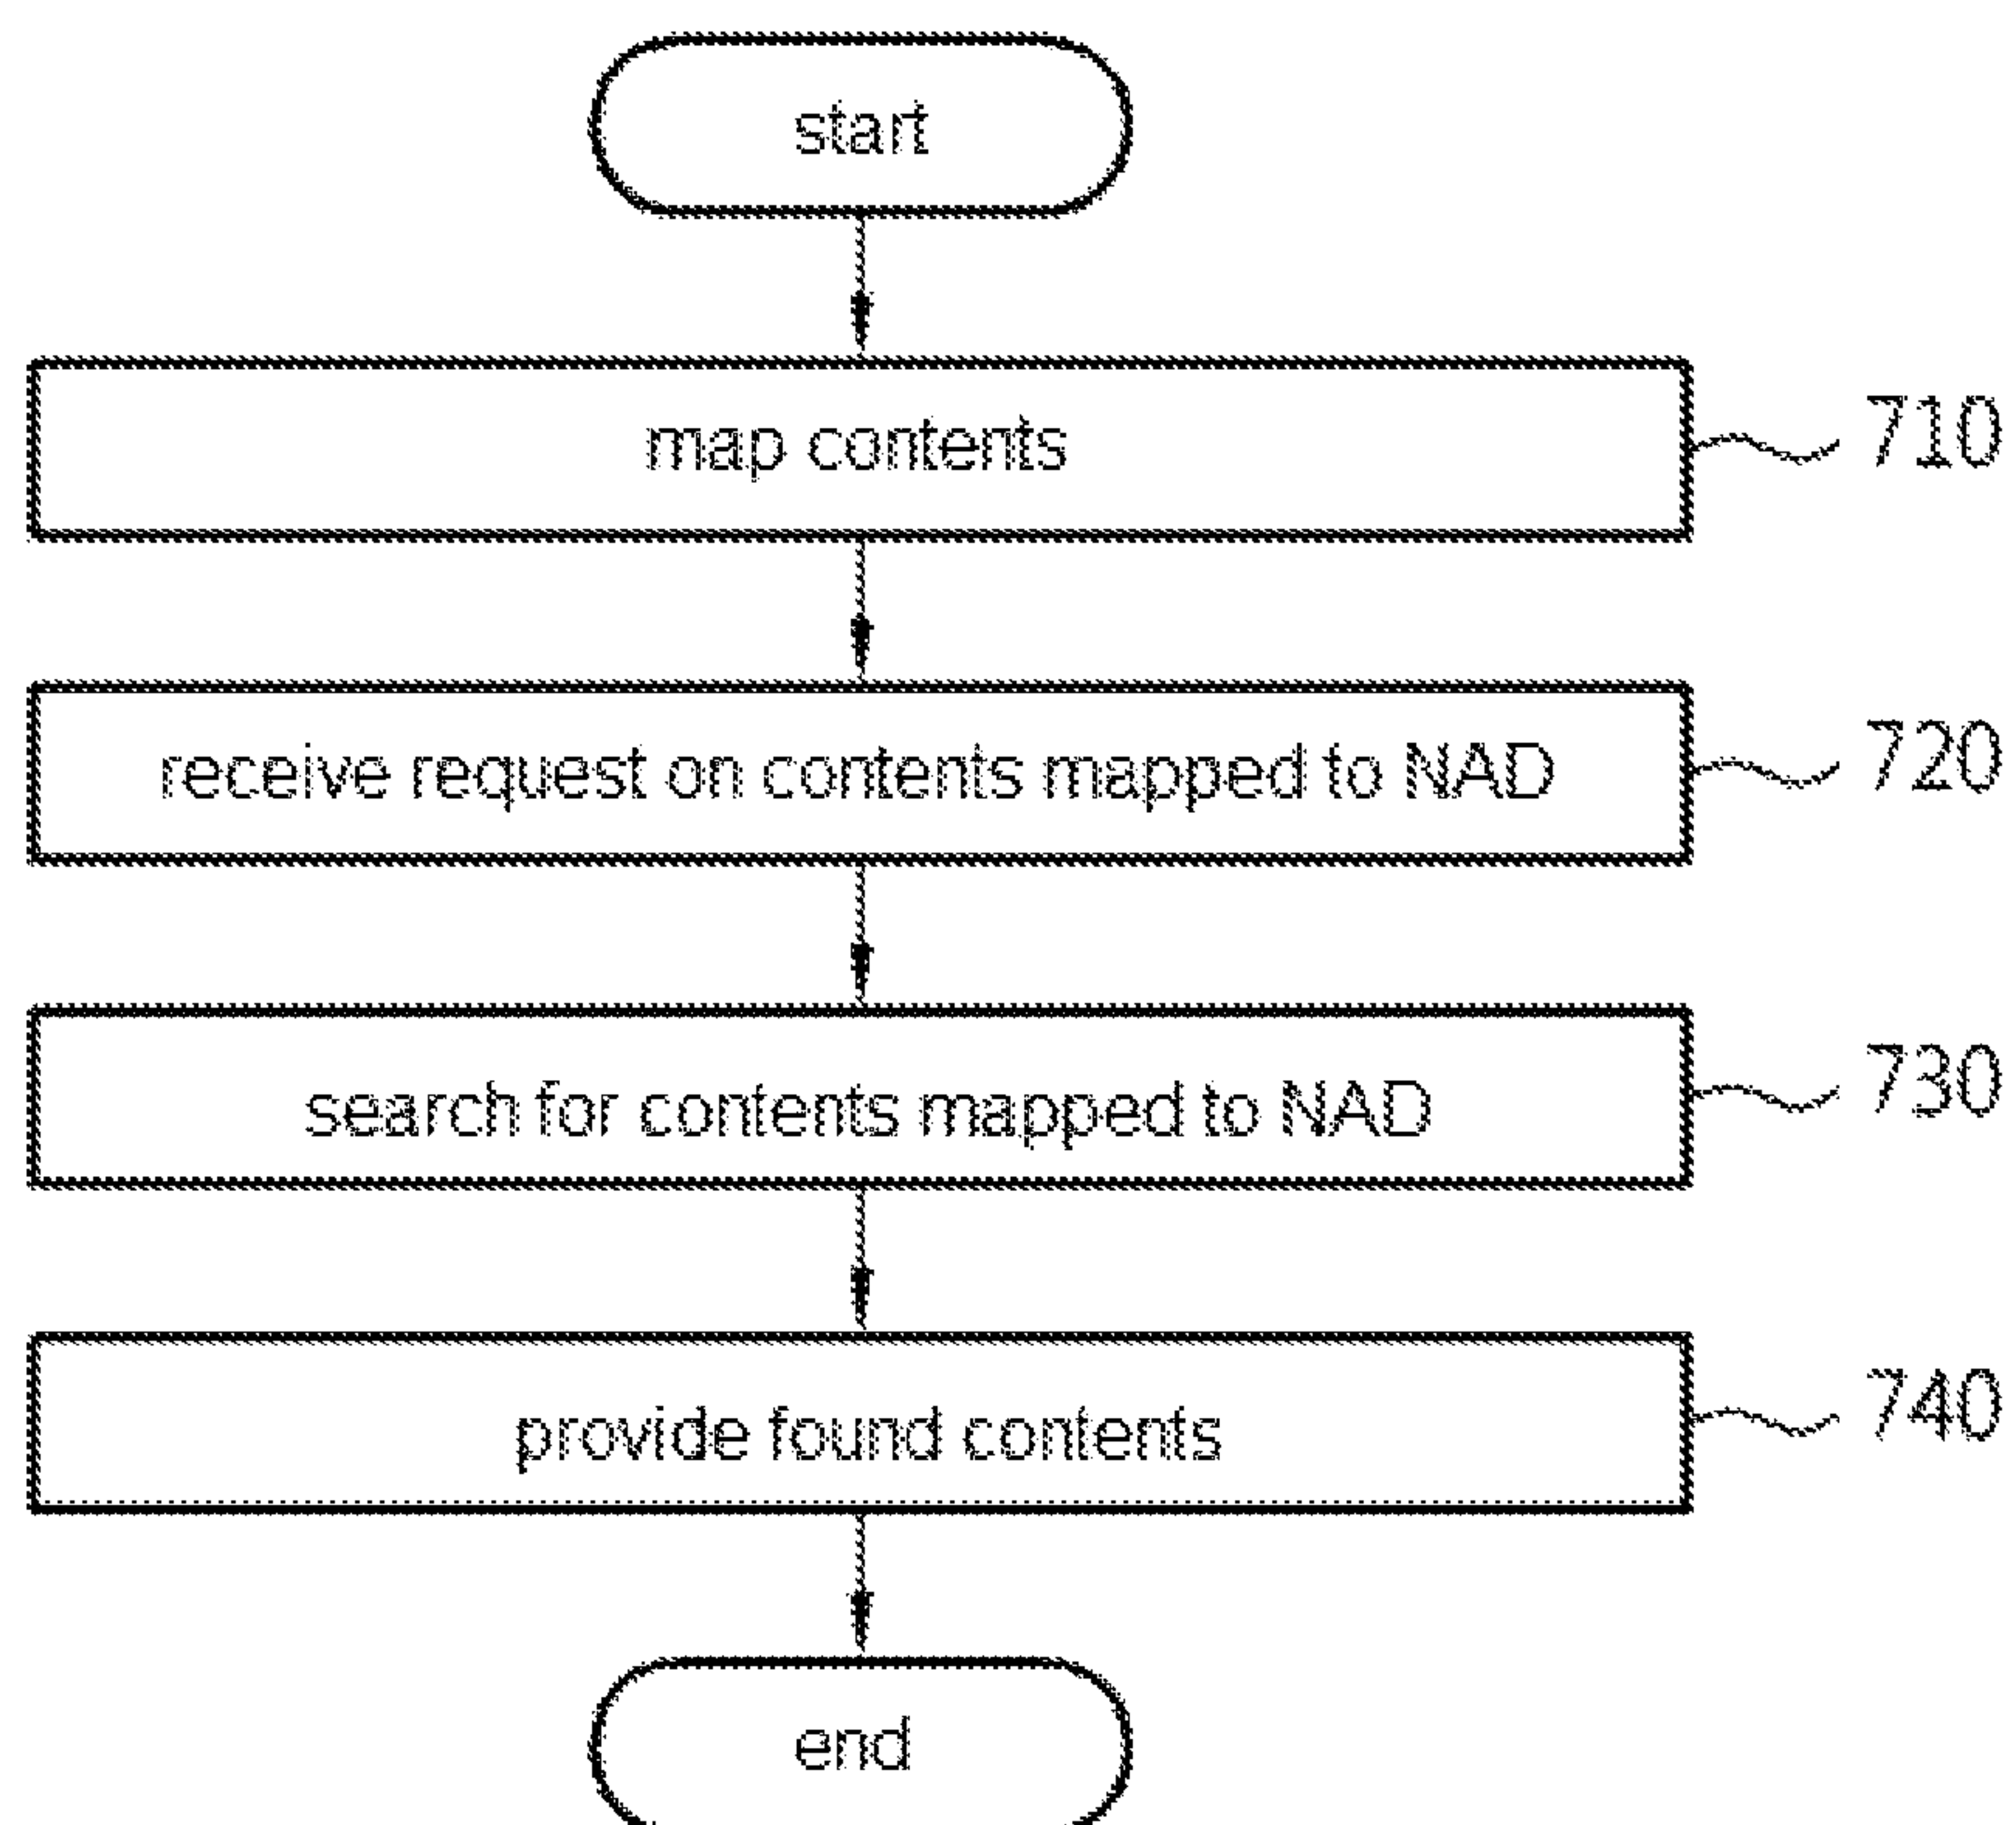 start
map contents
710
receive request on contents mapped to NAD
720
search for contents mapped to NAD
730
provide found contents
740
end